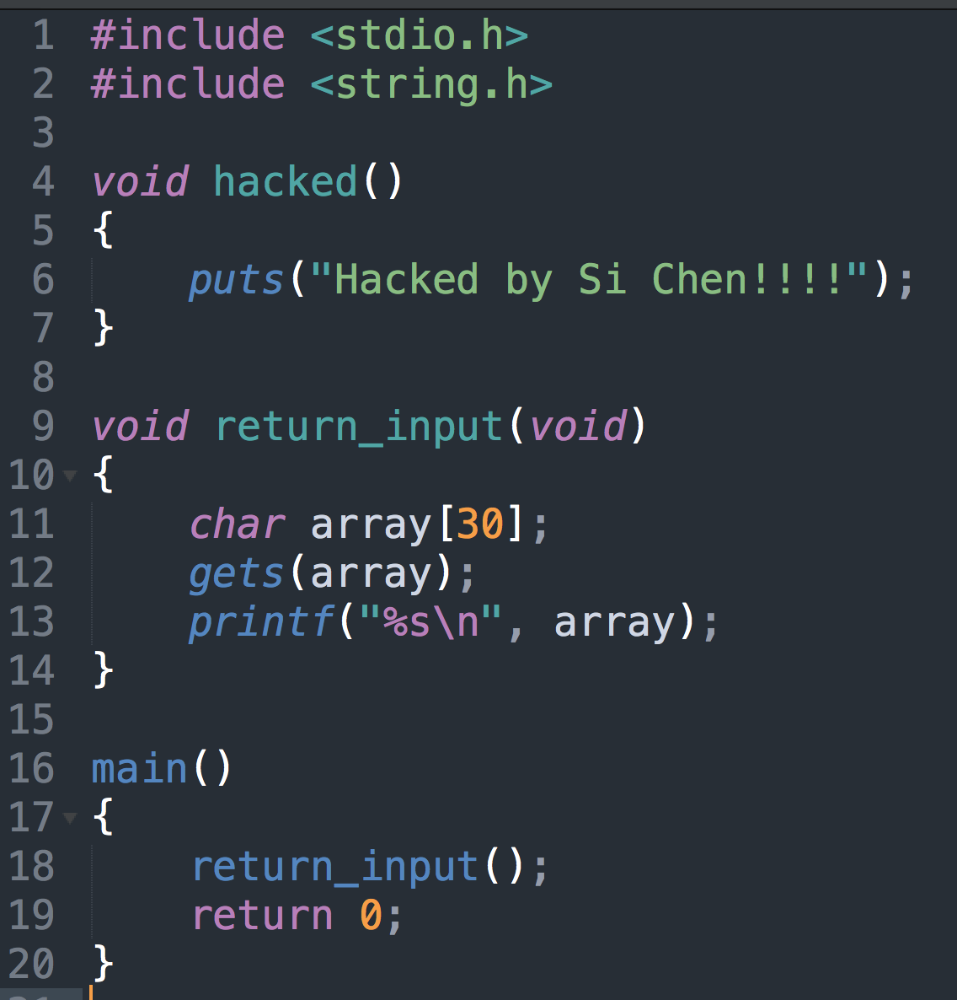 1 #include <stdio.h>
2 #include <string.h>
3
4 void hacked()
5 {
6     puts("Hacked by Si Chen!!!!");
7 }
8
9 void return_input(void)
10 {
11     char array[30];
12     gets(array);
13     printf("%s\n", array);
14 }
15
16 main()
17 {
18     return_input();
19     return 0;
20 }